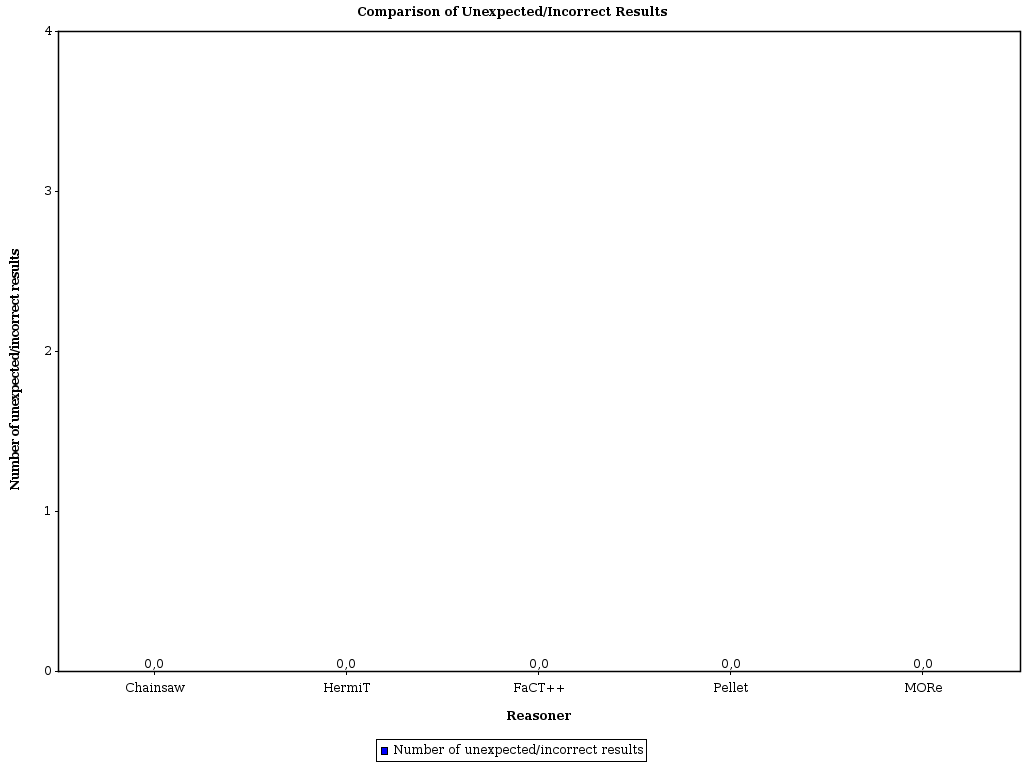 Comparison of Unexpected/Incorrect Results
4
3
2
1
0
Number of unexpected/incorrect results
0,0 0,0 0,0 0,0 0,0
Chainsaw HermiT FaCT++ Pellet MORe
Reasoner
Number of unexpected/incorrect results